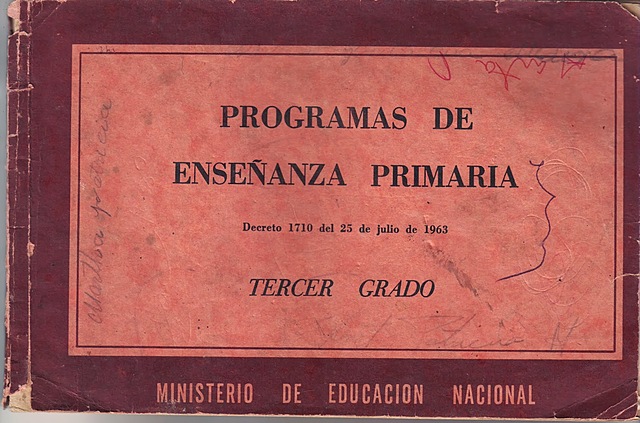 PROGRAMAS DE
ENSEÑANZA PRIMARIA
Decreto 1710 del 25 de julio de 1963
TERCER GRADO
MINISTERIO DE EDUCACION NACIONAL